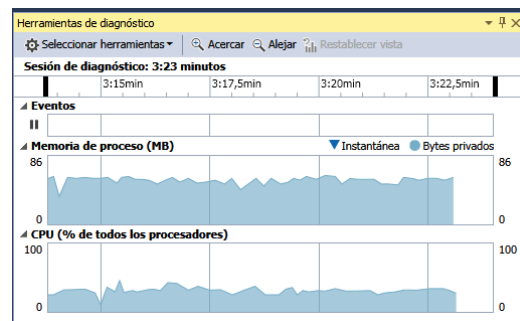 Herramientas de diagnóstico
Seleccionar herramientas Acercar Alejar Restablecer vista
Sesión de diagnóstico: 3:23 minutos
3:15min 3:17,5min 3:20min 3:22,5min
Eventos
Memoria de proceso (MB) Instantánea Bytes privados
86 86
0 0
CPU (% de todos los procesadores)
100 100
0 0